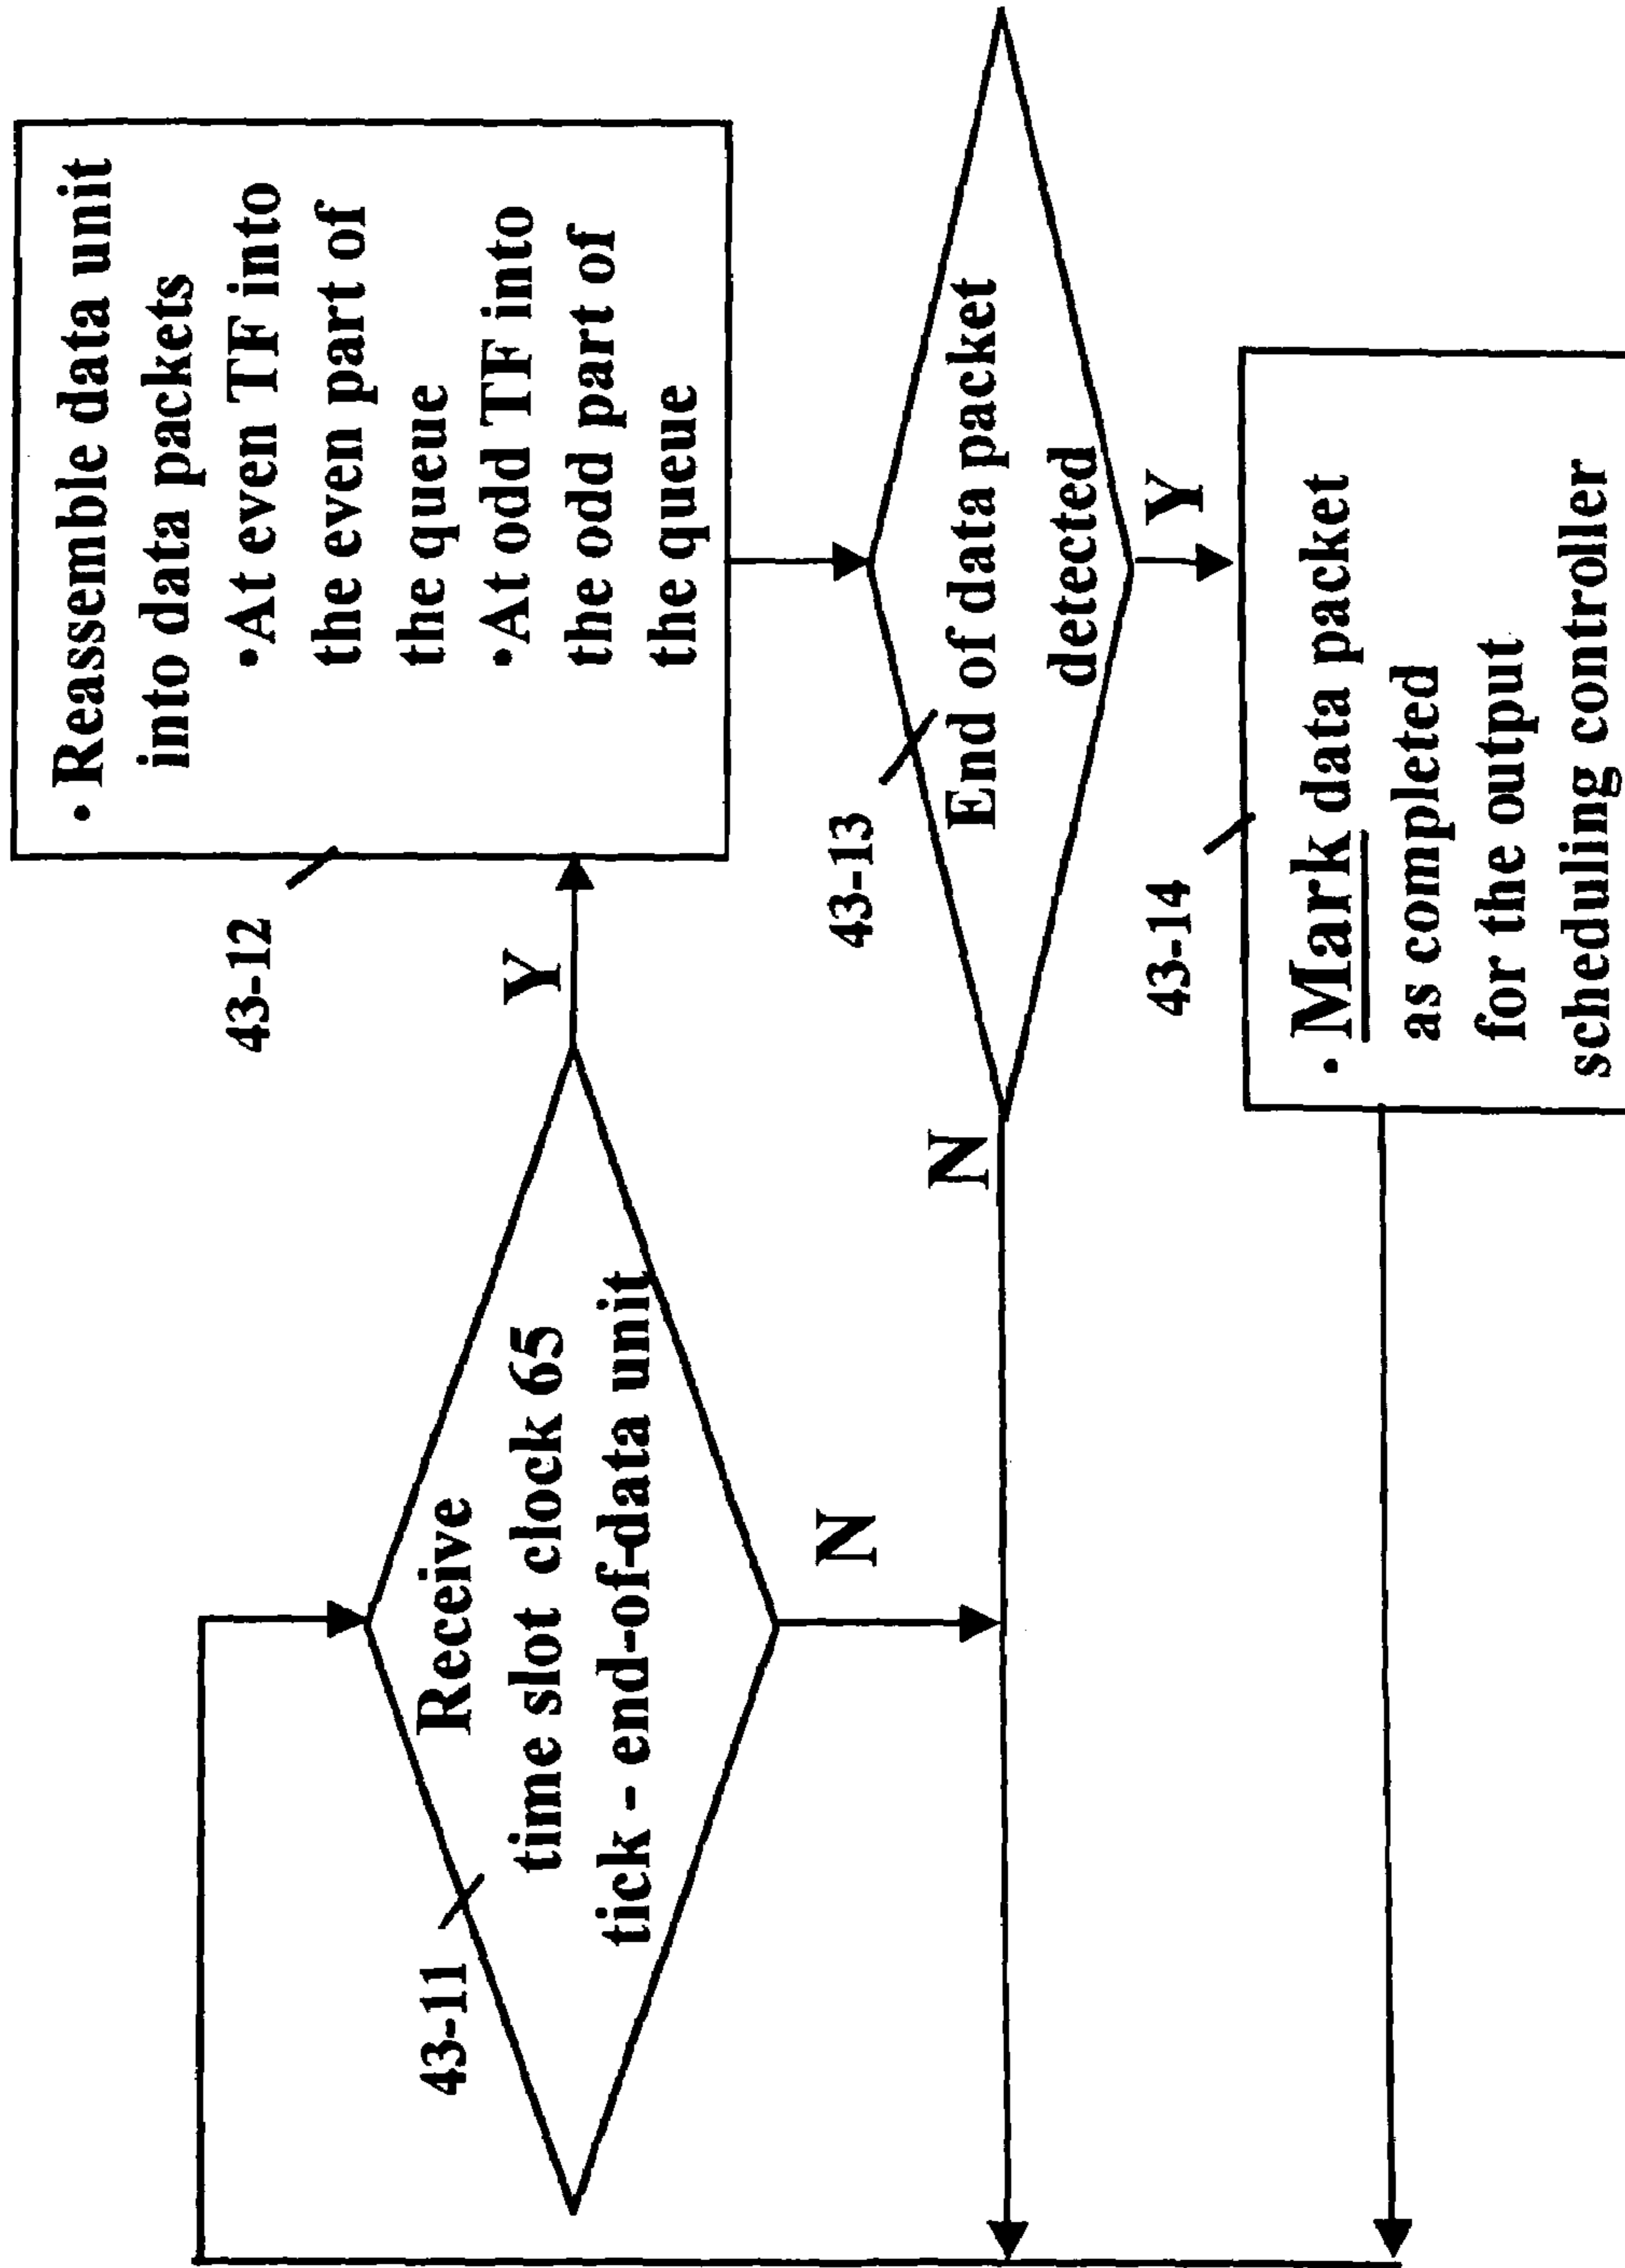 43-11
Receive
time slot clock 65
tick - end-of-data unit
Y
N
43-12
• Reassemble data unit
into data packets
•At even TF into
the even part of
the queue
•At odd TF into
the odd part of
the queue
43-13
End of data packet
detected
N
Y
43-14
• Mark data packet
as completed
for the output
scheduling controller